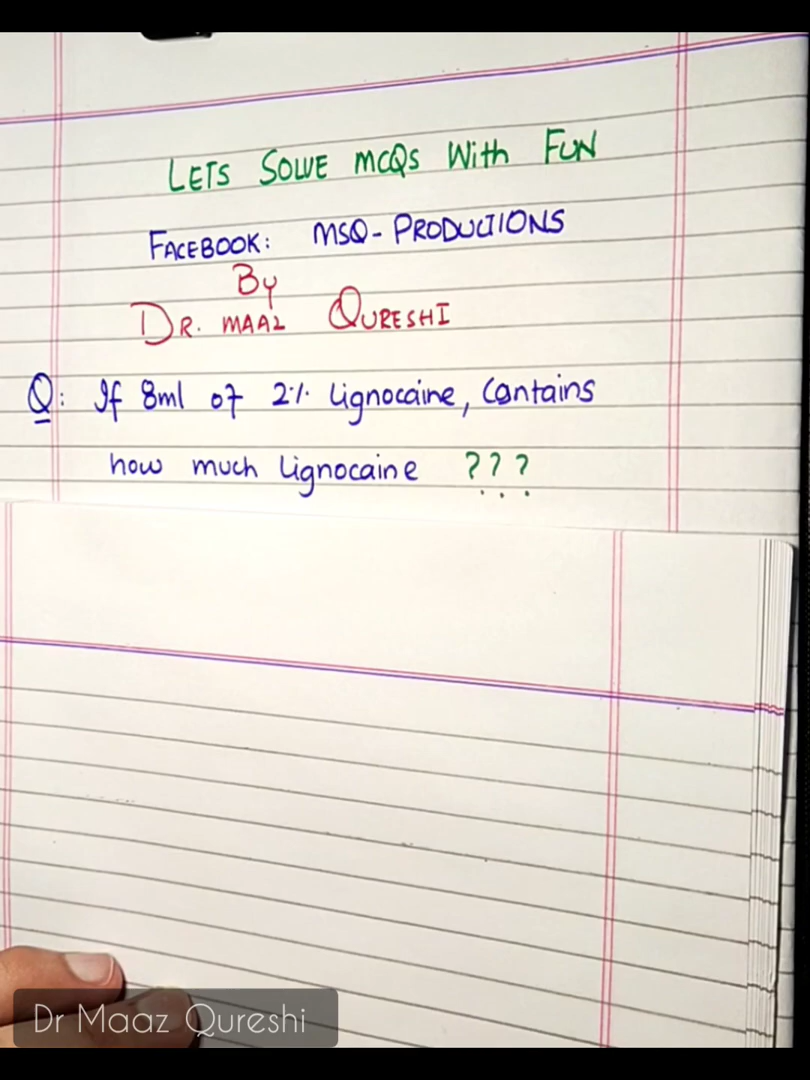 LETS SOLVE MCQS With FUN
FACEBOOK: MSQ-PRODUCTIONS
By
DR. MAAZ QURESHI
Q: If 8ml of 2% lignocaine, Contains
how much lignocaine ???
Dr Maaz Qureshi